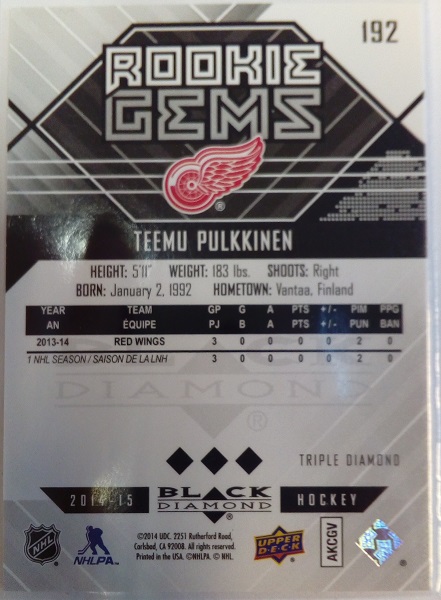 192
ROOKIE
GEMS
®
TEEMU PULKKINEN
HEIGHT: 5'11" WEIGHT: 183 lbs. SHOOTS: Right
BORN: January 2, 1992 HOMETOWN: Vantaa, Finland
YEAR TEAM GP G A PTS +/- PIM PPG
AN ÉQUIPE PJ B A PTS +/- PUN BAN
2013-14 RED WINGS 3 0 0 0 0 2 0
1 NHL SEASON / SAISON DE LA LNH 3 0 0 0 0 2 0
BLACK
DIAMOND
®
TRIPLE DIAMOND
2014-15 BLACK DIAMOND ® HOCKEY
©2014 UDC. 2251 Rutherford Road,
Carlsbad, CA 92008. All rights reserved.
Printed in the USA. ©NHLPA. © NHL.
NHL
NHLPA
UPPER DECK
AKCGV
®